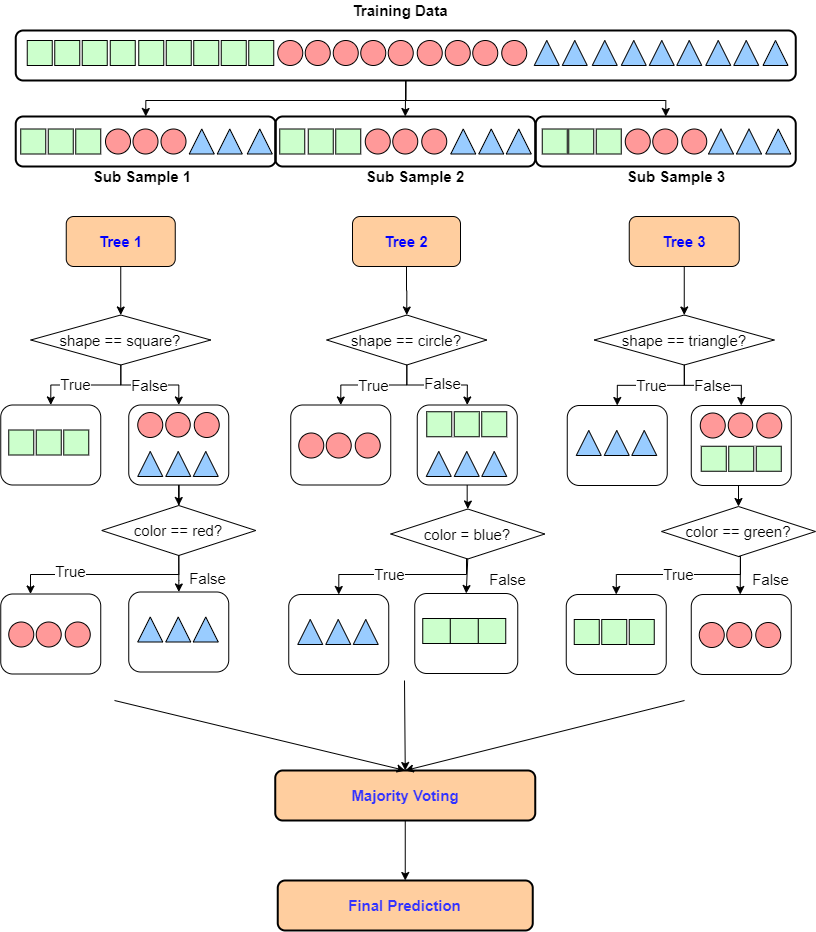 Training Data
Sub Sample 1
Sub Sample 2
Sub Sample 3
Tree 1
Tree 2
Tree 3
shape == square?
shape == circle?
shape == triangle?
True
False
True
False
True
False
color == red?
color = blue?
color == green?
True
False
True
False
True
False
Majority Voting
Final Prediction